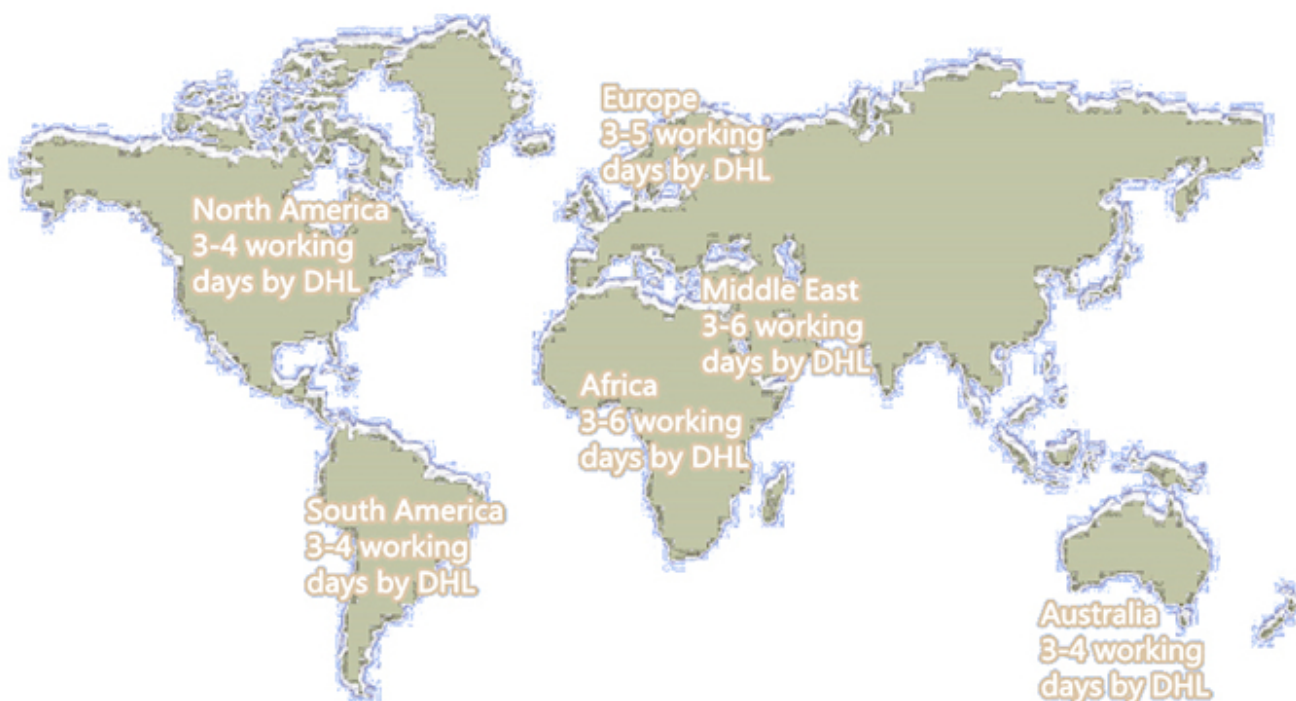 Europe
3-5 working
days by DHL
North America
3-4 working
days by DHL
Middle East
3-6 working
days by DHL
Africa
3-6 working
days by DHL
South America
3-4 working
days by DHL
Australia
3-4 working
days by DHL